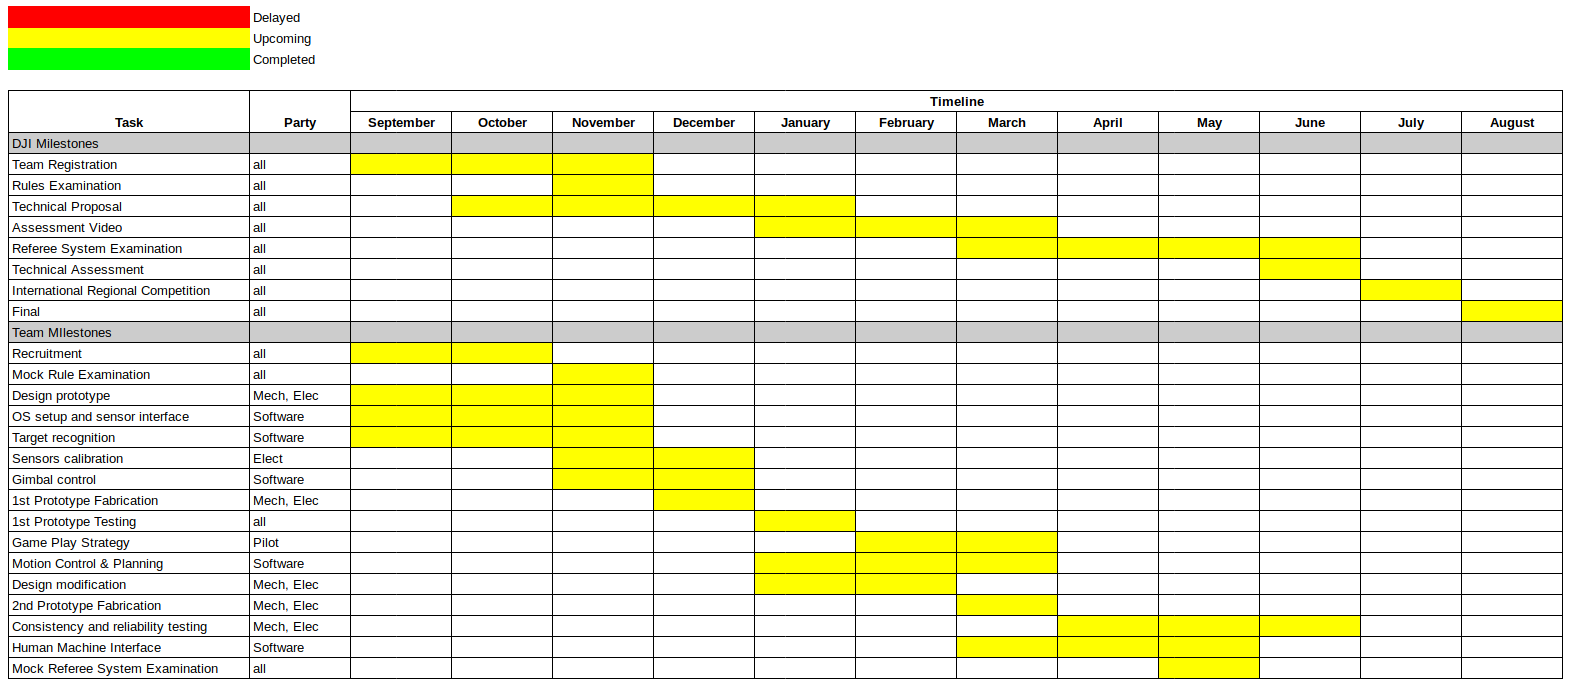 Delayed
Upcoming
Completed
Timeline
Task Party September October November December January February March April May June July August
DJI Milestones
Team Registration all
Rules Examination all
Technical Proposal all
Assessment Video all
Referee System Examination all
Technical Assessment all
International Regional Competition all
Final all
Team MIlestones
Recruitment all
Mock Rule Examination all
Design prototype Mech, Elec
OS setup and sensor interface Software
Target recognition Software
Sensors calibration Elect
Gimbal control Software
1st Prototype Fabrication Mech, Elec
1st Prototype Testing all
Game Play Strategy Pilot
Motion Control & Planning Software
Design modification Mech, Elec
2nd Prototype Fabrication Mech, Elec
Consistency and reliability testing Mech, Elec
Human Machine Interface Software
Mock Referee System Examination all